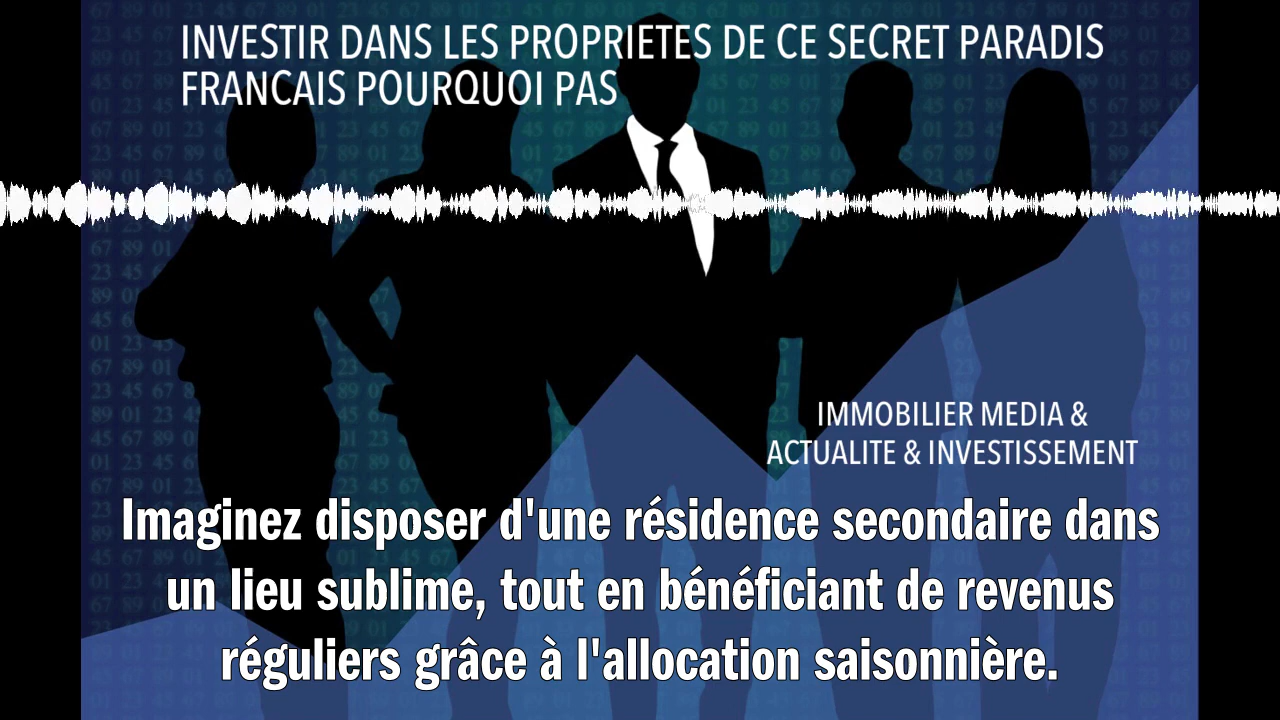 INVESTIR DANS LES PROPRIETES DE CE SECRET PARADIS
FRANCAIS POURQUOI PAS
IMMOBILIER MEDIA &
ACTUALITE & INVESTISSEMENT
Imaginez disposer d'une résidence secondaire dans
un lieu sublime, tout en bénéficiant de revenus
réguliers grâce à l'allocation saisonnière.